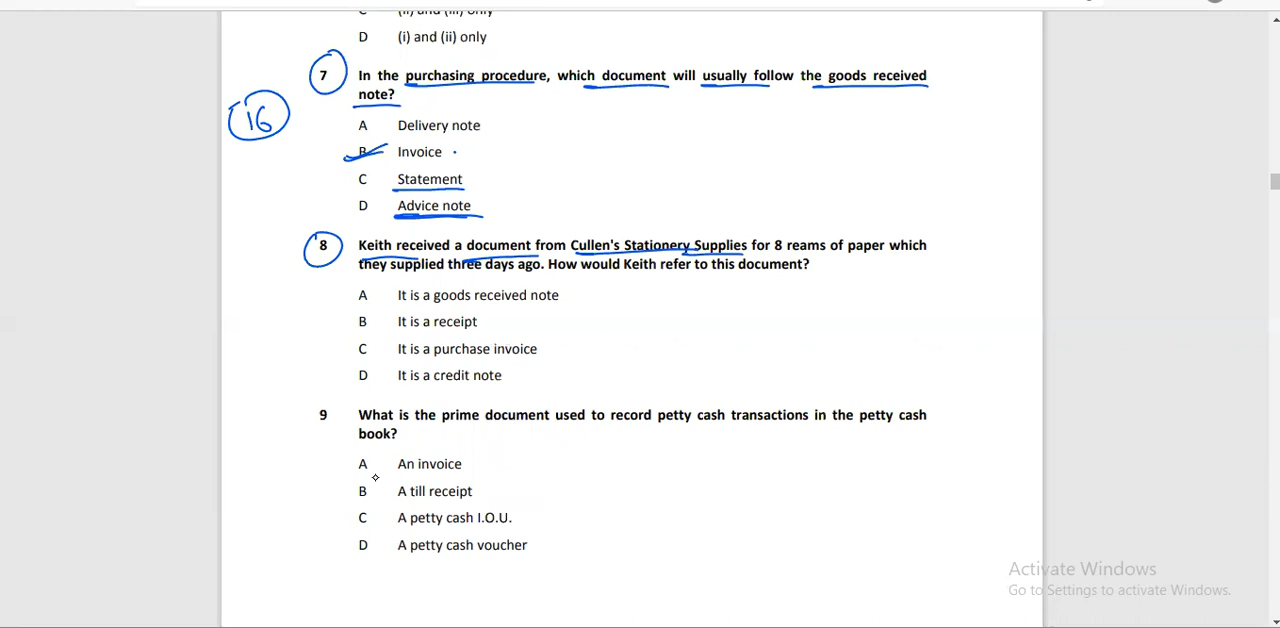 C (ii) and (iii) only
D (i) and (ii) only
7 In the purchasing procedure, which document will usually follow the goods received
note?
16
A Delivery note
B Invoice
C Statement
D Advice note
8 Keith received a document from Cullen's Stationery Supplies for 8 reams of paper which
they supplied three days ago. How would Keith refer to this document?
A It is a goods received note
B It is a receipt
C It is a purchase invoice
D It is a credit note
9 What is the prime document used to record petty cash transactions in the petty cash
book?
A An invoice
B A till receipt
C A petty cash I.O.U.
D A petty cash voucher
Activate Windows
Go to Settings to activate Windows.